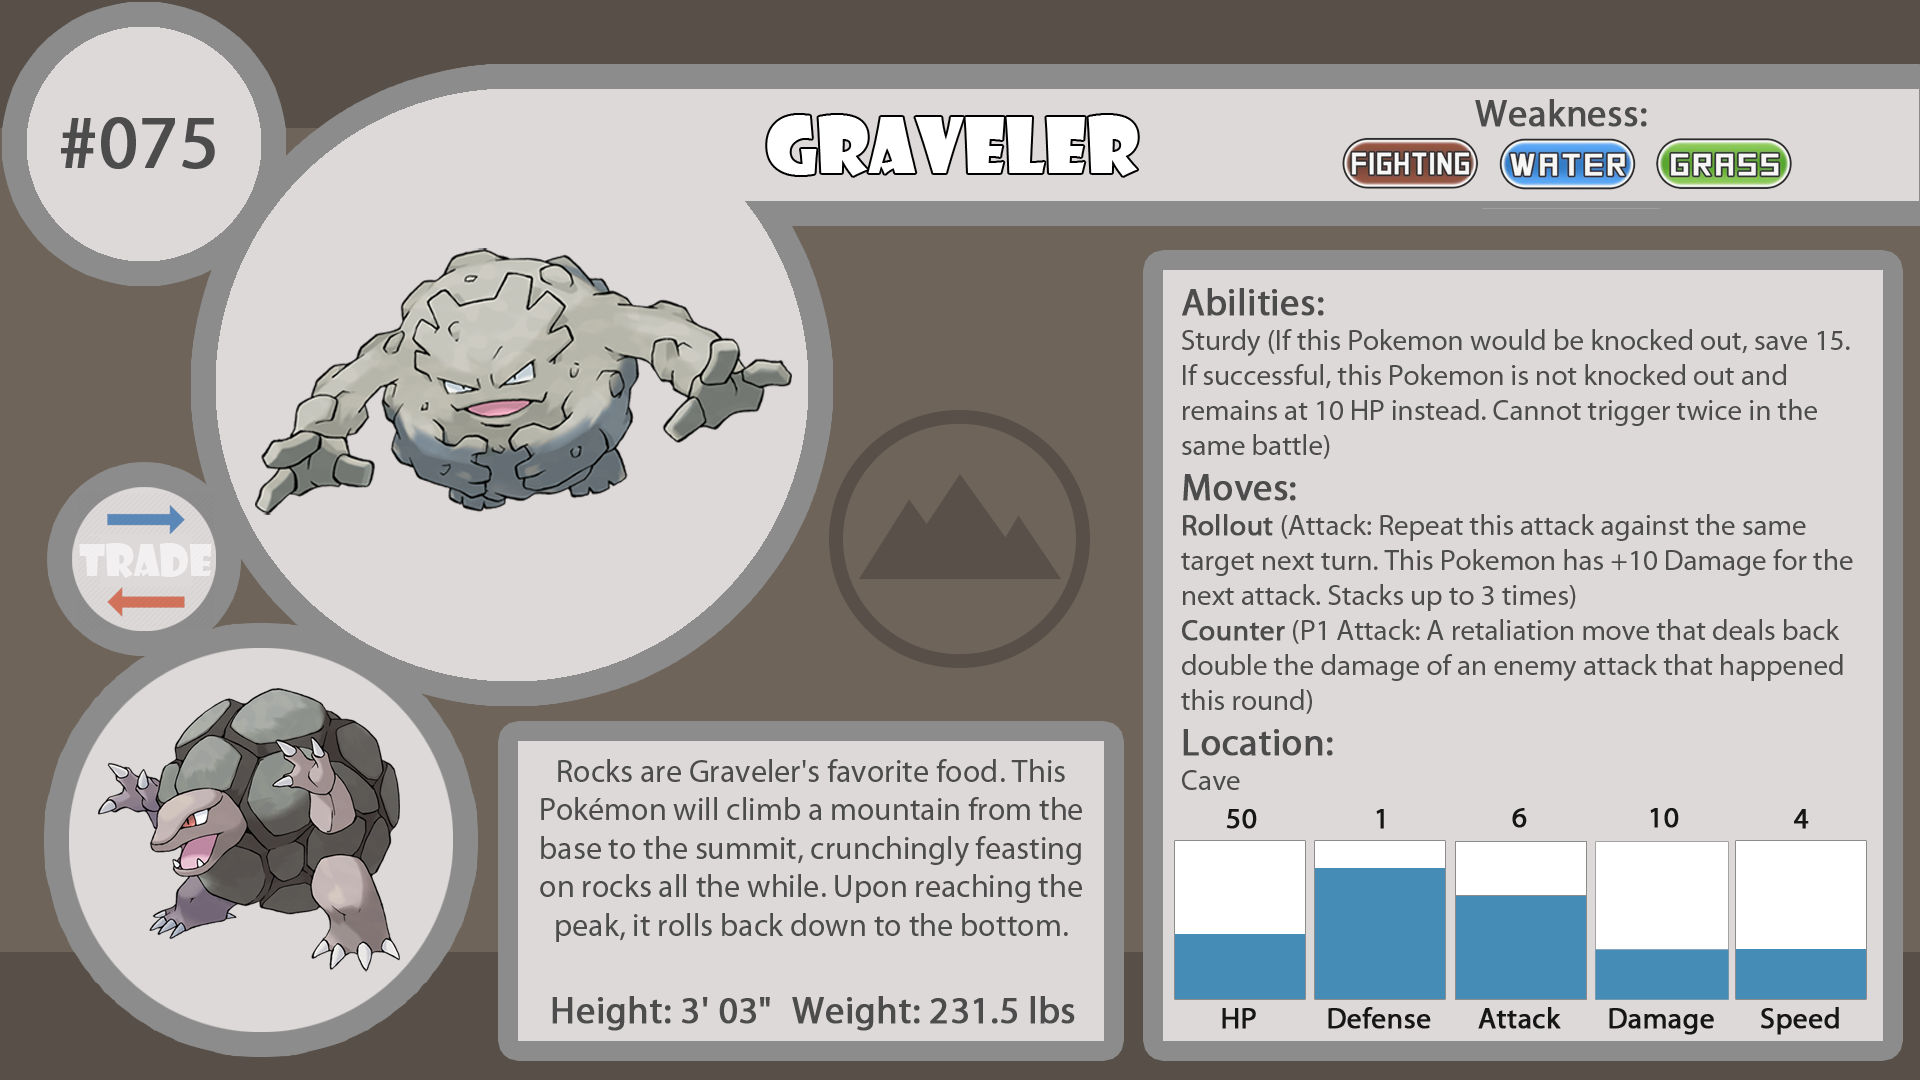 #075
GRAVELER
Weakness:
FIGHTING WATER GRASS
TRADE
Abilities:
Sturdy (If this Pokemon would be knocked out, save 15.
If successful, this Pokemon is not knocked out and
remains at 10 HP instead. Cannot trigger twice in the
same battle)
Moves:
Rollout (Attack: Repeat this attack against the same
target next turn. This Pokemon has +10 Damage for the
next attack. Stacks up to 3 times)
Counter (P1 Attack: A retaliation move that deals back
double the damage of an enemy attack that happened
this round)
Location:
Cave
50 1 6 10 4
HP Defense Attack Damage Speed
Rocks are Graveler's favorite food. This
Pokémon will climb a mountain from the
base to the summit, crunchingly feasting
on rocks all the while. Upon reaching the
peak, it rolls back down to the bottom.
Height: 3' 03" Weight: 231.5 lbs